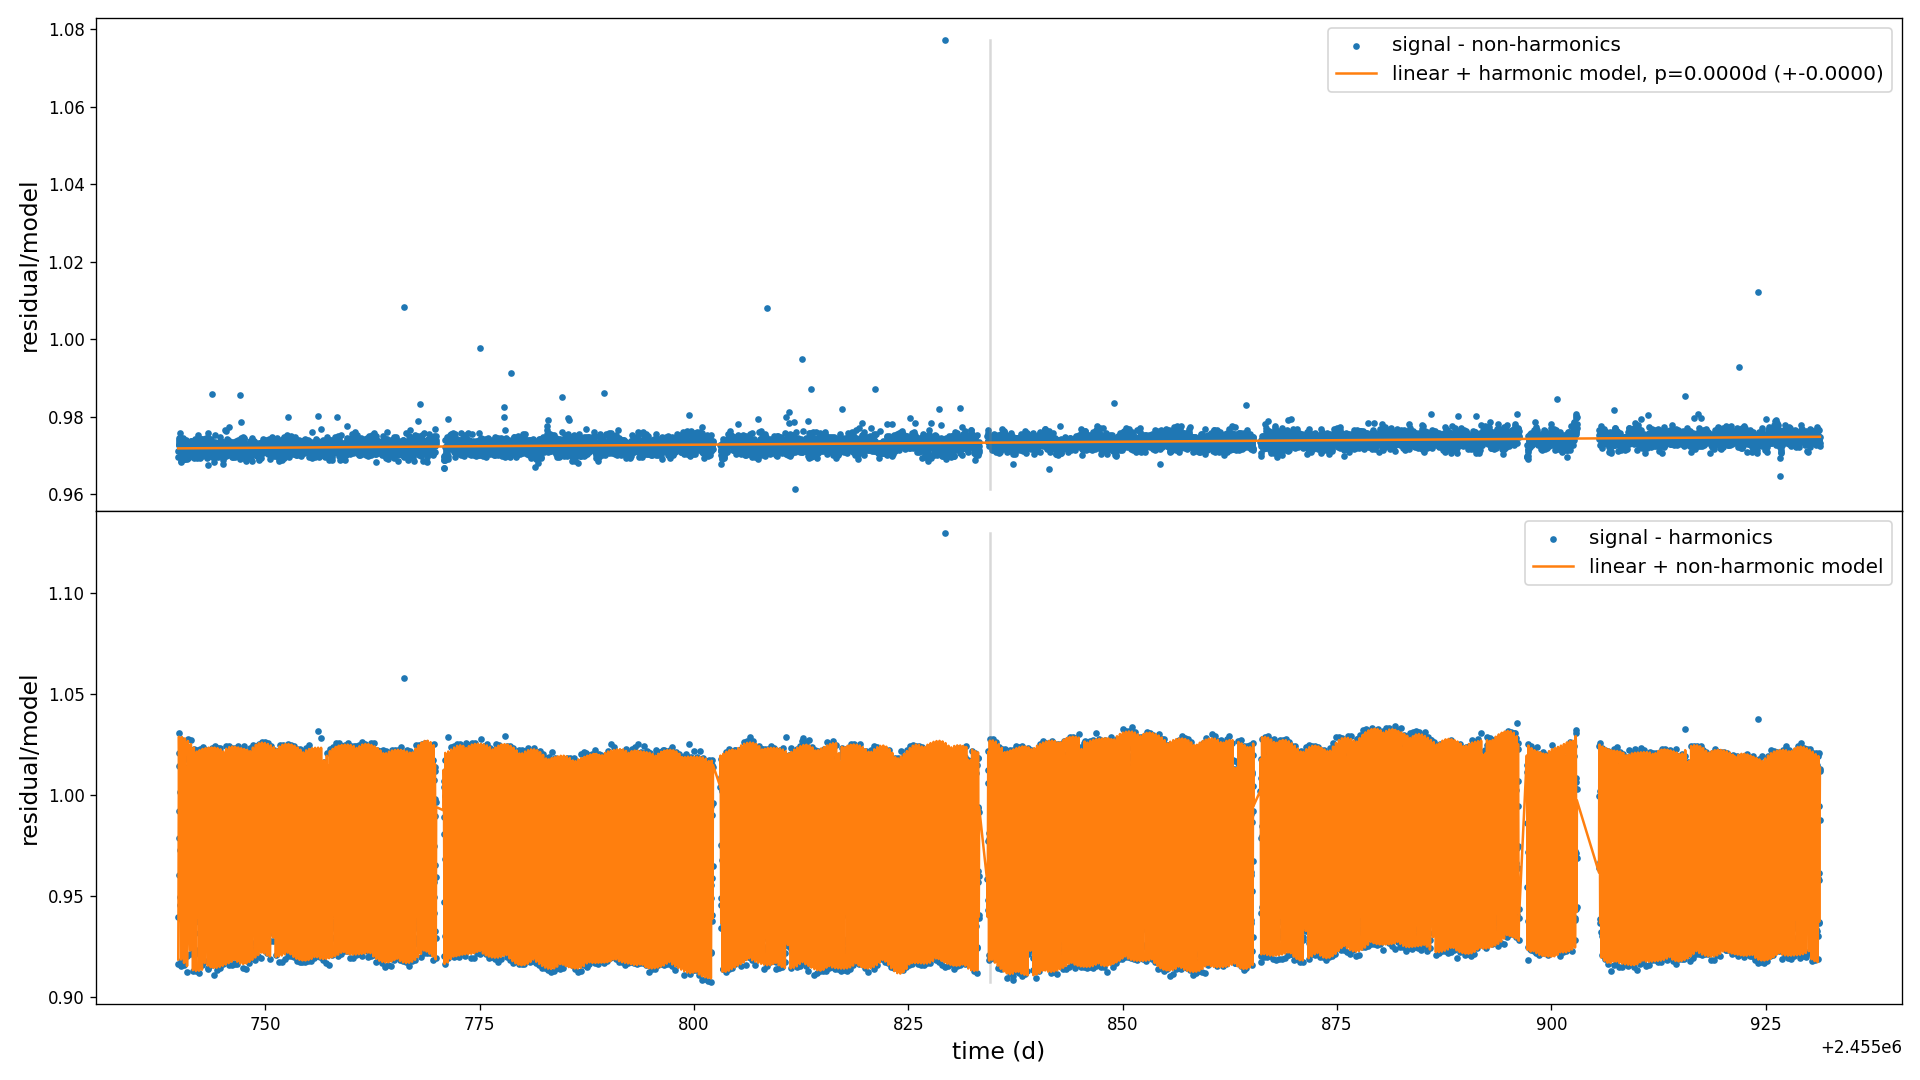 1.08
signal - non-harmonics
linear + harmonic model, p=0.0000d (+-0.0000)
1.06
1.04
1.02
1.00
0.98
0.96
residual/model
signal - harmonics
linear + non-harmonic model
1.10
1.05
1.00
0.95
0.90
residual/model
750 775 800 825 850 875 900 925
time (d)
+2.455e6